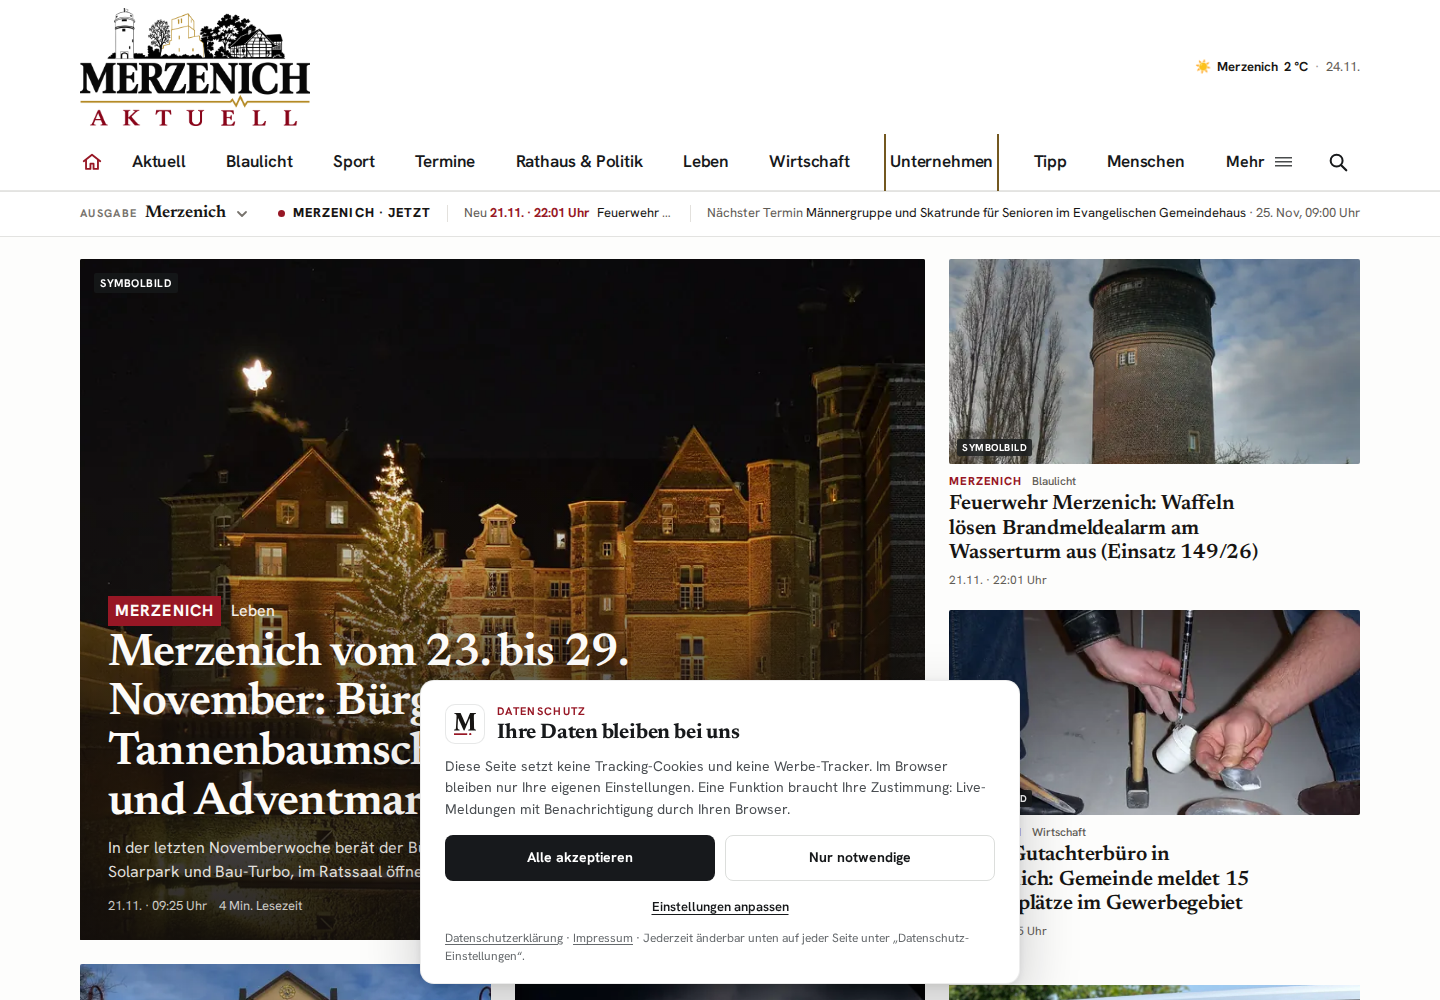 MERZENICH
AKTUELL
Merzenich 2 °C · 24.11.
Aktuell Blaulicht Sport Termine Rathaus & Politik Leben Wirtschaft Unternehmen Tipp Menschen Mehr
AUSGABE Merzenich
MERZENICH · JETZT
Neu 21.11. · 22:01 Uhr Feuerwehr ...
Nächster Termin Männergruppe und Skatrunde für Senioren im Evangelischen Gemeindehaus · 25. Nov, 09:00 Uhr
SYMBOLBILD
MERZENICH Leben
Merzenich vom 23. bis 29.
November:
und
In der letzten Novemberwoche berät der
Solarpark und Bau-Turbo, im Ratssaal
21.11. · 09:25 Uhr 4 Min. Lesezeit
SYMBOLBILD
MERZENICH Blaulicht
Feuerwehr Merzenich: Waffeln
lösen Brandmeldealarm am
Wasserturm aus (Einsatz 149/26)
21.11. · 22:01 Uhr
Wirtschaft
Gutachterbüro in
Gemeinde meldet 15
im Gewerbegebiet
Uhr
M
DATENSCHUTZ
Ihre Daten bleiben bei uns
Diese Seite setzt keine Tracking-Cookies und keine Werbe-Tracker. Im Browser
bleiben nur Ihre eigenen Einstellungen. Eine Funktion braucht Ihre Zustimmung: Live-
Meldungen mit Benachrichtigung durch Ihren Browser.
Alle akzeptieren
Nur notwendige
Einstellungen anpassen
Datenschutzerklärung · Impressum · Jederzeit änderbar unten auf jeder Seite unter „Datenschutz-
Einstellungen“.